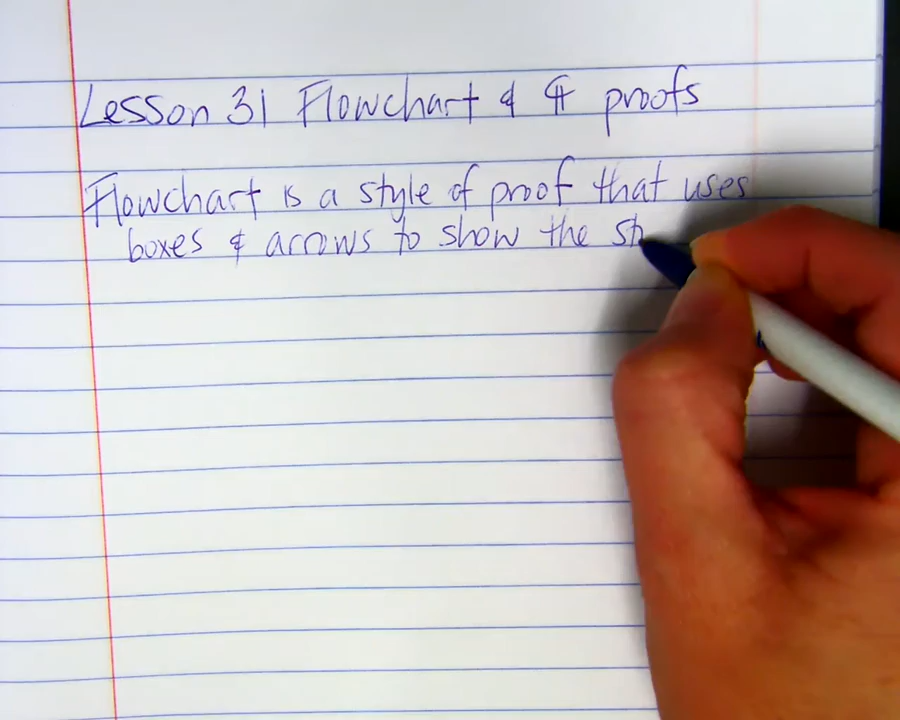 Lesson 31 Flowchart & ¶ proofs
Flowchart is a style of proof that uses
boxes & arrows to show the